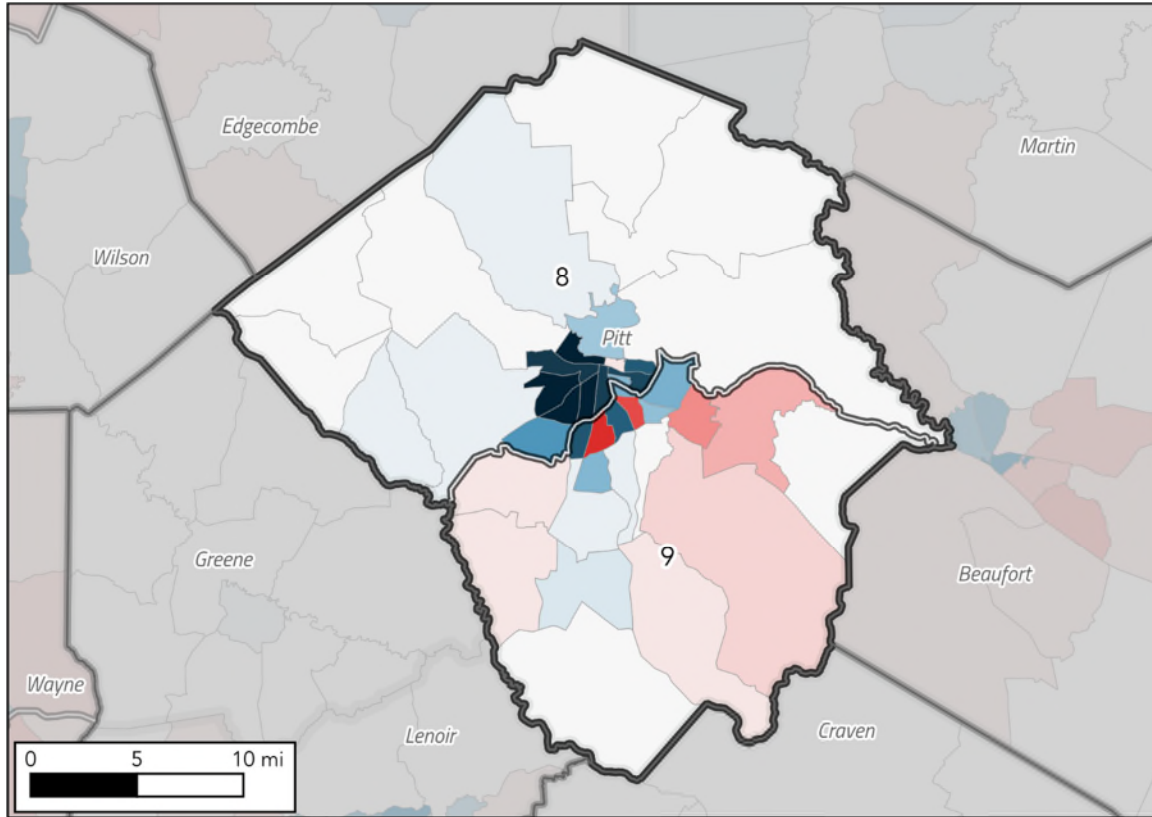 Edgecombe
Martin
Wilson
8
Pitt
Greene
9
Beaufort
Wayne
Lenoir
Craven
0 5 10 mi